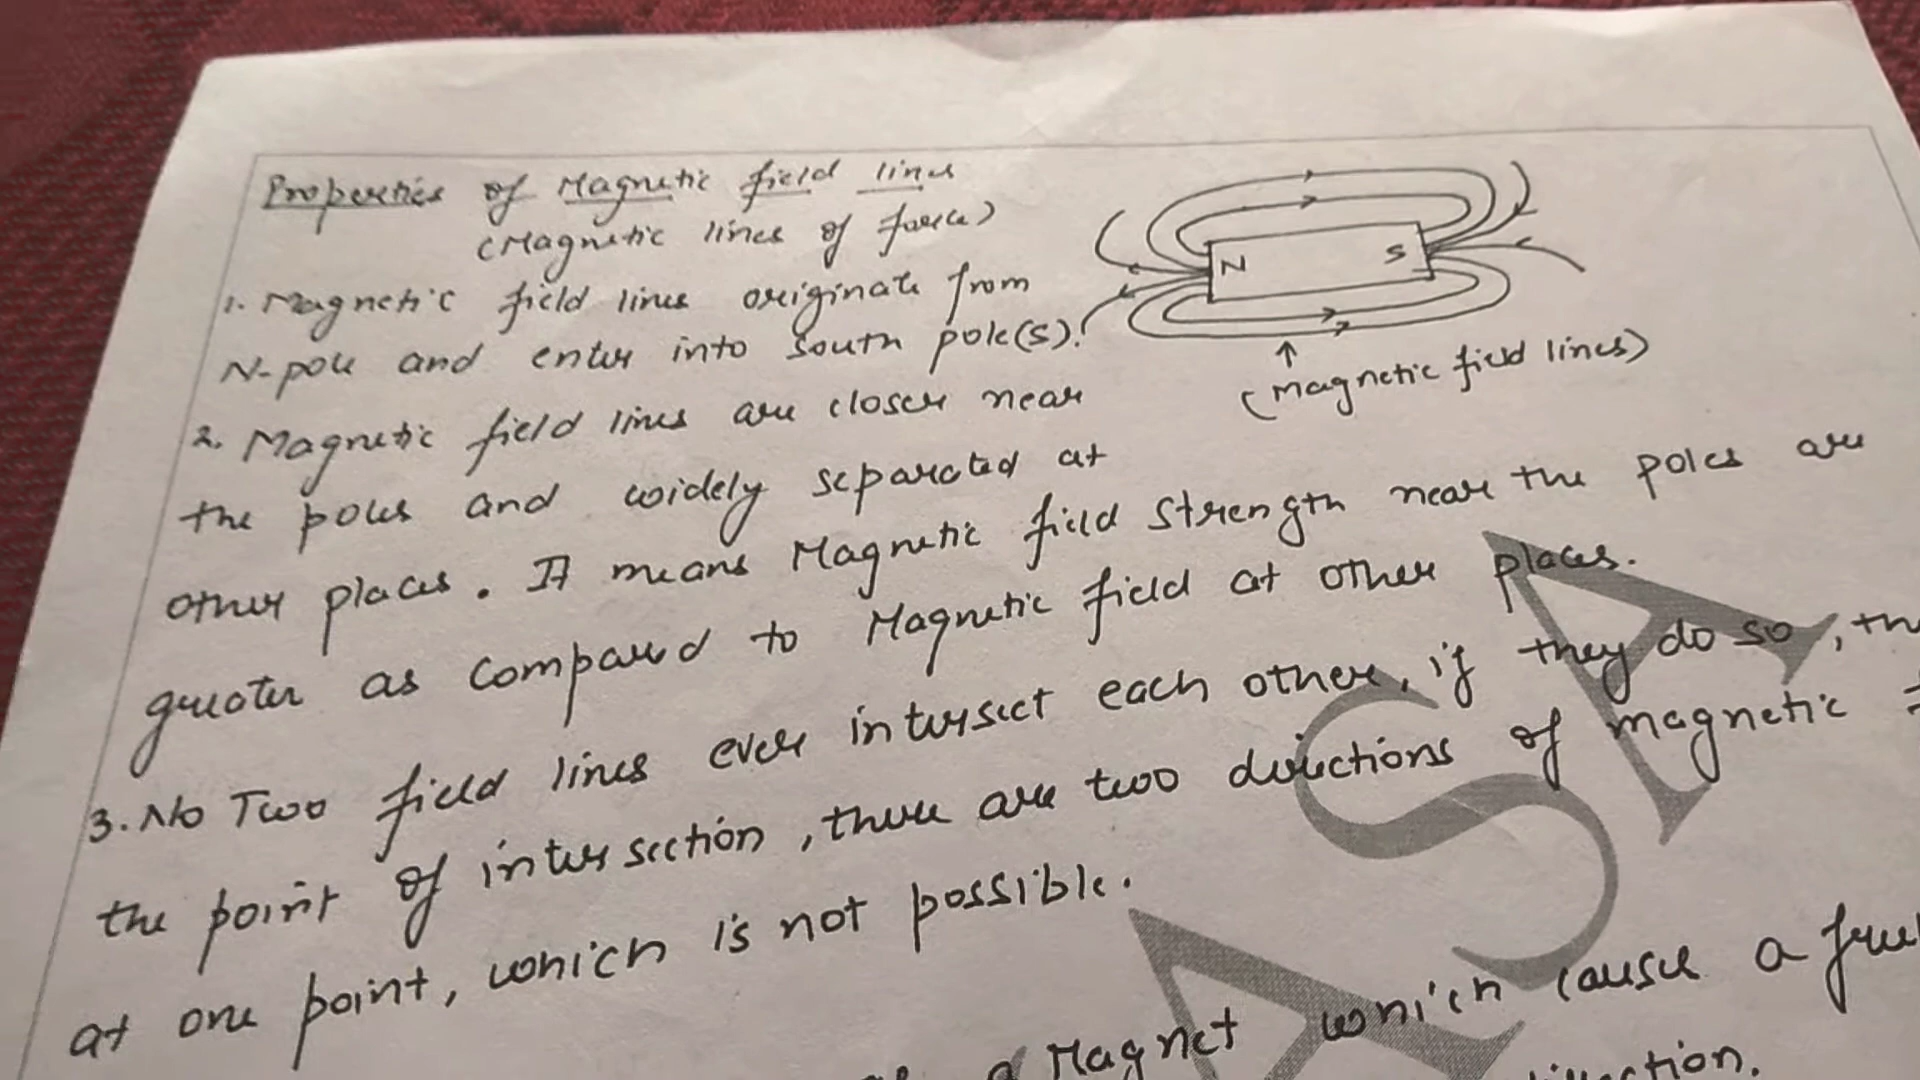 Properties of Magnetic field lines
(Magnetic lines of force)
1. Magnetic field lines originate from
N-pole and enter into south pole(s).
N S
(magnetic field lines)
2. Magnetic field lines are closer near
the poles and widely separated at
other places. It means Magnetic field strength near the poles are
greater as compared to Magnetic field at other places.
3. No Two field lines ever intersect each other, if they do so,
the point of intersection, there are two directions of magnetic
at one point, which is not possible.
a Magnet which cause a
ASA